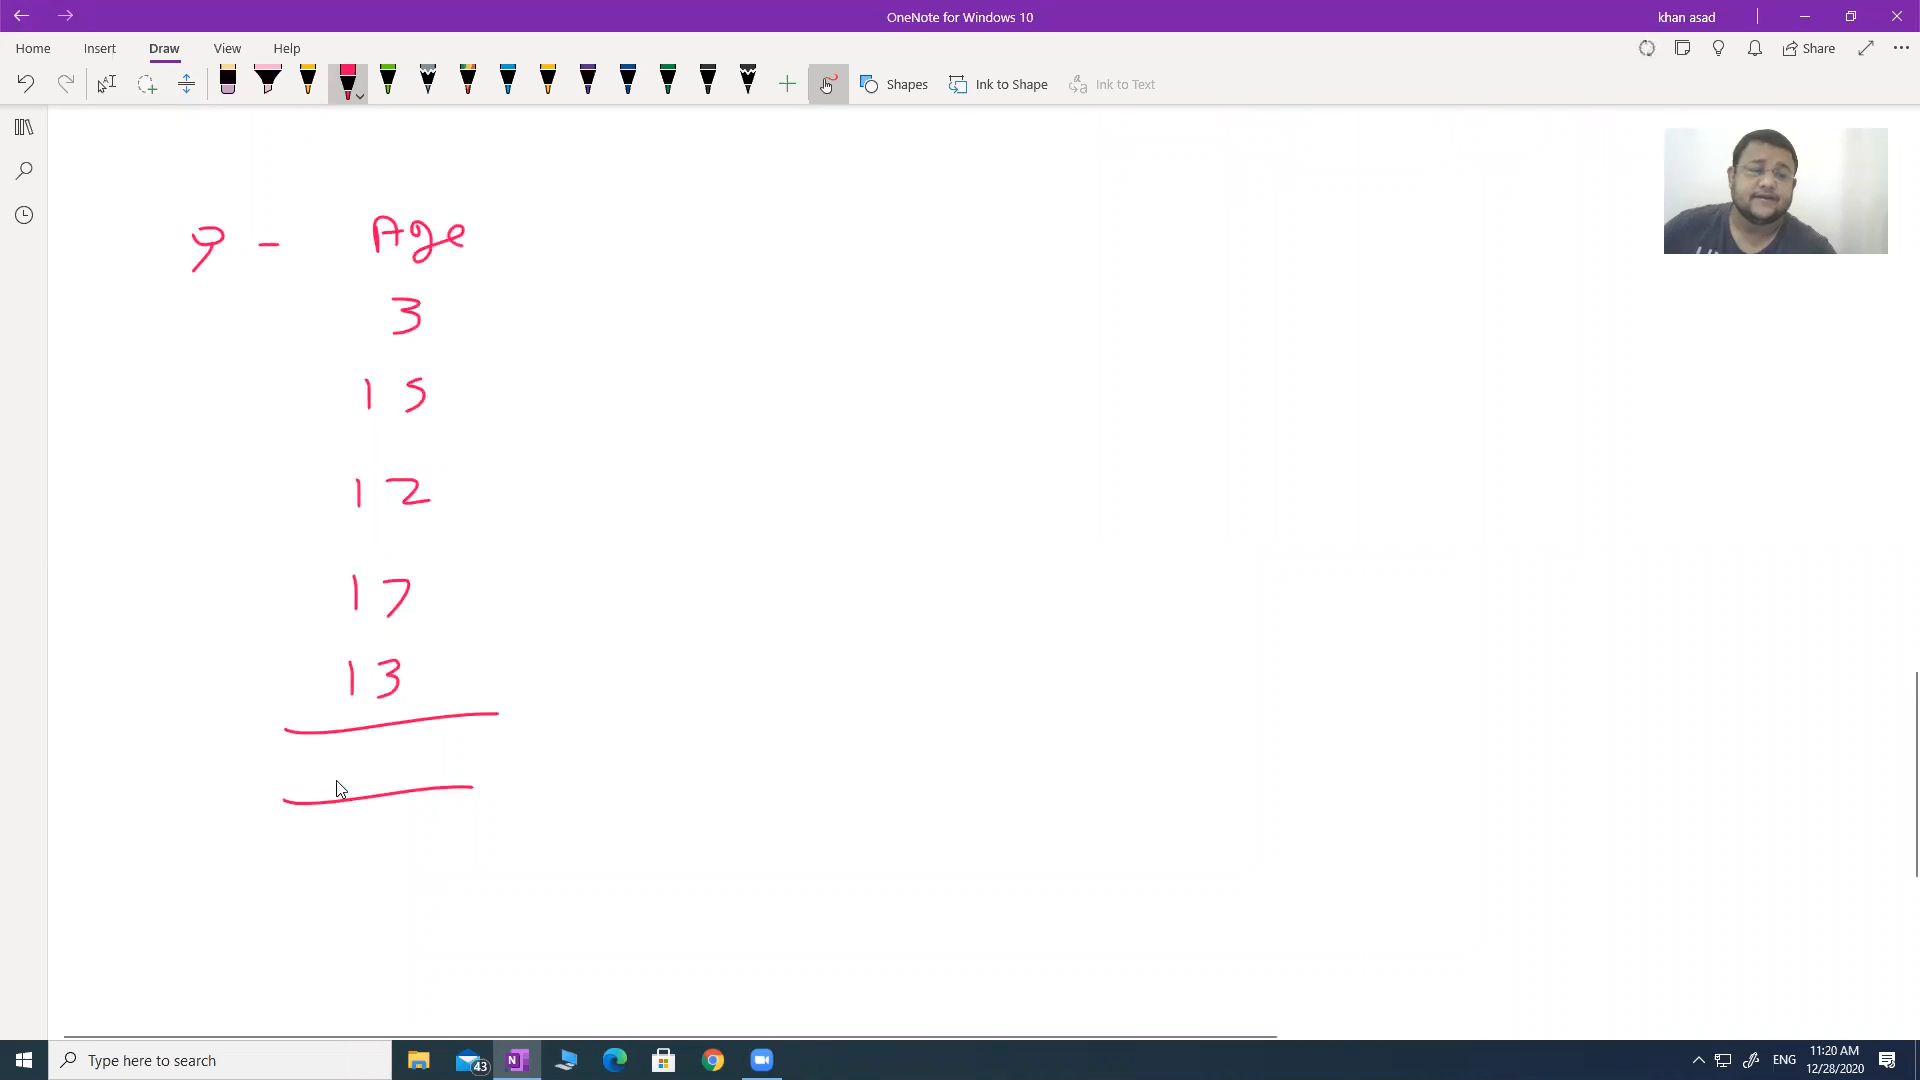 OneNote for Windows 10
khan asad
Home Insert Draw View Help
Share
Shapes
Ink to Shape
Ink to Text
9 - Age
3
15
12
17
13
Type here to search
43
N
ENG
11:20 AM
12/28/2020